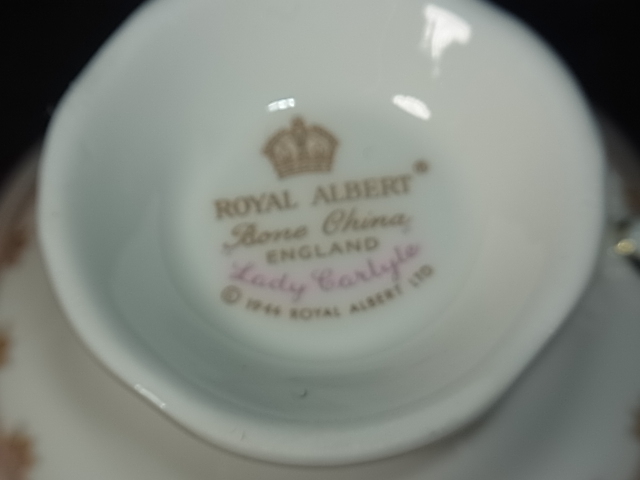 ROYAL ALBERT®
Bone China
ENGLAND
"Lady Carlyle"
© 1944 ROYAL ALBERT LTD